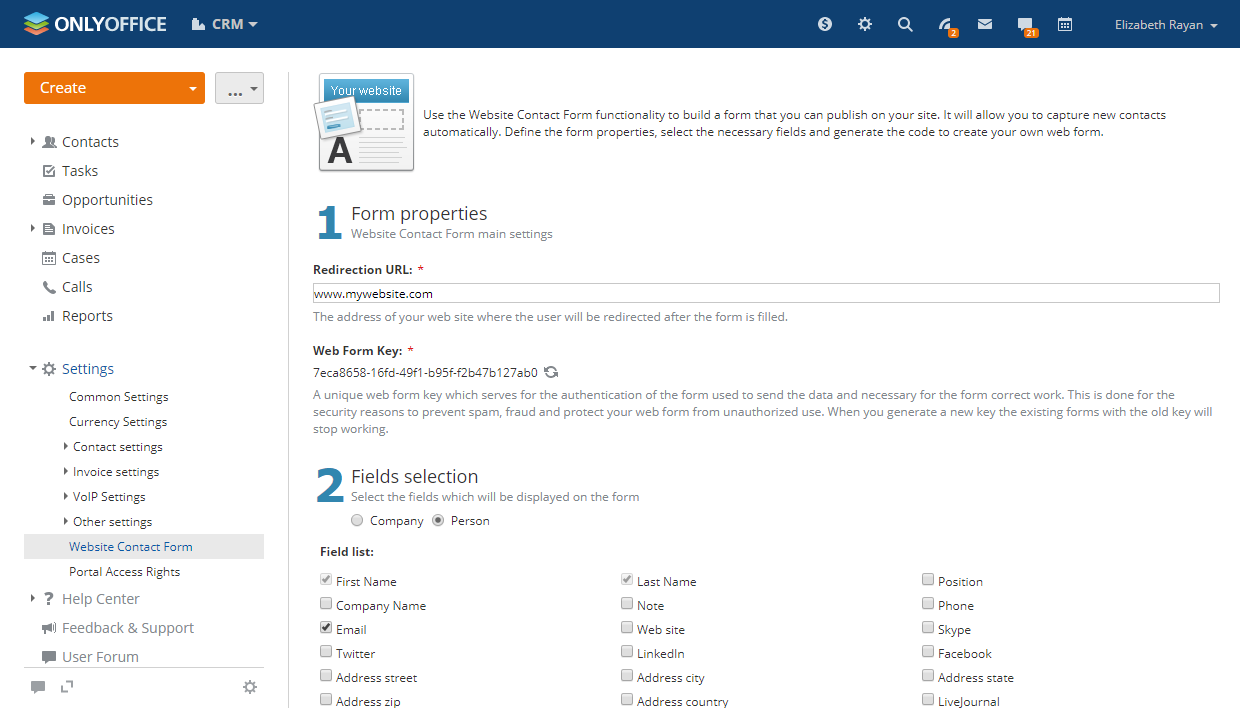 ONLYOFFICE CRM 2 21 Elizabeth Rayan
Create ...
Contacts
Tasks
Opportunities
Invoices
Cases
Calls
Reports
Settings
Common Settings
Currency Settings
Contact settings
Invoice settings
VoIP Settings
Other settings
Website Contact Form
Portal Access Rights
Help Center
Feedback & Support
User Forum
Your website
A
Use the Website Contact Form functionality to build a form that you can publish on your site. It will allow you to capture new contacts
automatically. Define the form properties, select the necessary fields and generate the code to create your own web form.
1 Form properties
Website Contact Form main settings
Redirection URL: *
www.mywebsite.com
The address of your web site where the user will be redirected after the form is filled.
Web Form Key: *
7eca8658-16fd-49f1-b95f-f2b47b127ab0
A unique web form key which serves for the authentication of the form used to send the data and necessary for the form correct work. This is done for the
security reasons to prevent spam, fraud and protect your web form from unauthorized use. When you generate a new key the existing forms with the old key will
stop working.
2 Fields selection
Select the fields which will be displayed on the form
Company Person
Field list:
First Name Last Name Position
Company Name Note Phone
Email Web site Skype
Twitter LinkedIn Facebook
Address street Address city Address state
Address zip Address country LiveJournal